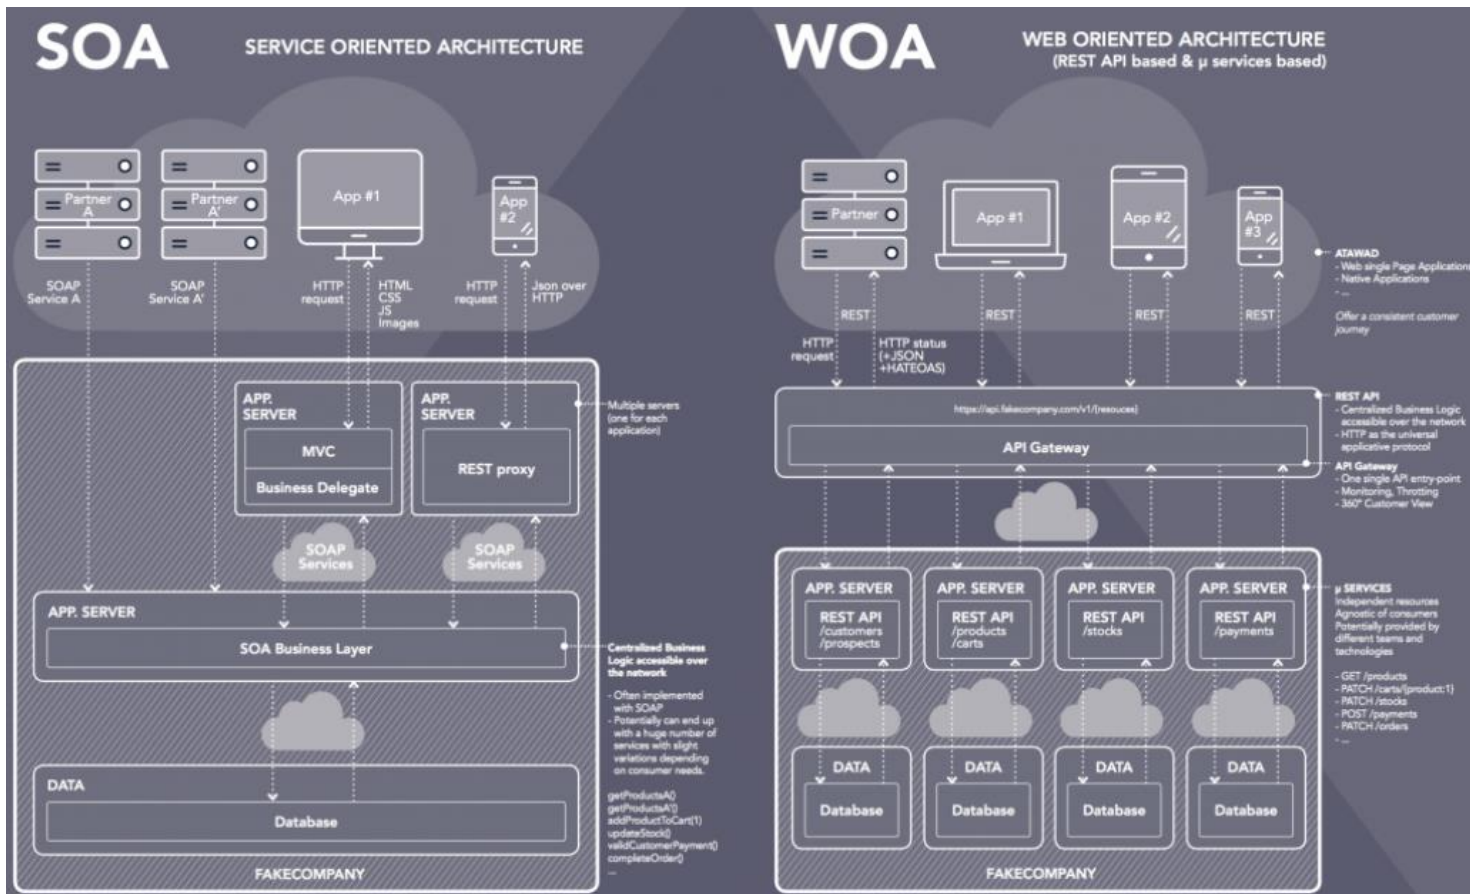 SOA
SERVICE ORIENTED ARCHITECTURE
Partner
A
Partner
A'
App #1
App
#2
SOAP
Service A
SOAP
Service A'
HTTP
request
HTML
CSS
JS
Images
HTTP
request
Json over
HTTP
APP.
SERVER
MVC
Business Delegate
APP.
SERVER
REST proxy
Multiple servers
(one for each
application)
SOAP
Services
SOAP
Services
APP. SERVER
SOA Business Layer
Centralized Business
Logic accessible over
the network
- Often implemented
with SOAP
- Potentially can end up
with a huge number of
services with slight
variations depending
on consumer needs.
getProductsA()
getProductsA'()
addProductToCart(1)
updateStock()
validCustomerPayment()
completeOrder()
...
DATA
Database
FAKECOMPANY
WOA
WEB ORIENTED ARCHITECTURE
(REST API based & µ services based)
Partner
App #1
App #2
App
#3
ATAWAD
- Web single Page Applications
- Native Applications
- ...
Offer a consistent customer
journey
REST
REST
REST
REST
HTTP
request
HTTP status
(+JSON
+HATEOAS)
https://api.fakecompany.com/v1/{resouces}
API Gateway
REST API
- Centralized Business Logic
accessible over the network
- HTTP as the universal
applicative protocol
API Gateway
- One single API entry-point
- Monitoring, Throtting
- 360° Customer View
APP. SERVER
REST API
/customers
/prospects
APP. SERVER
REST API
/products
/carts
APP. SERVER
REST API
/stocks
APP. SERVER
REST API
/payments
µ SERVICES
Independent resources
Agnostic of consumers
Potentially provided by
different teams and
technologies
- GET /products
- PATCH /carts/{product:1}
- PATCH /stocks
- POST /payments
- PATCH /orders
- ...
DATA
Database
DATA
Database
DATA
Database
DATA
Database
FAKECOMPANY